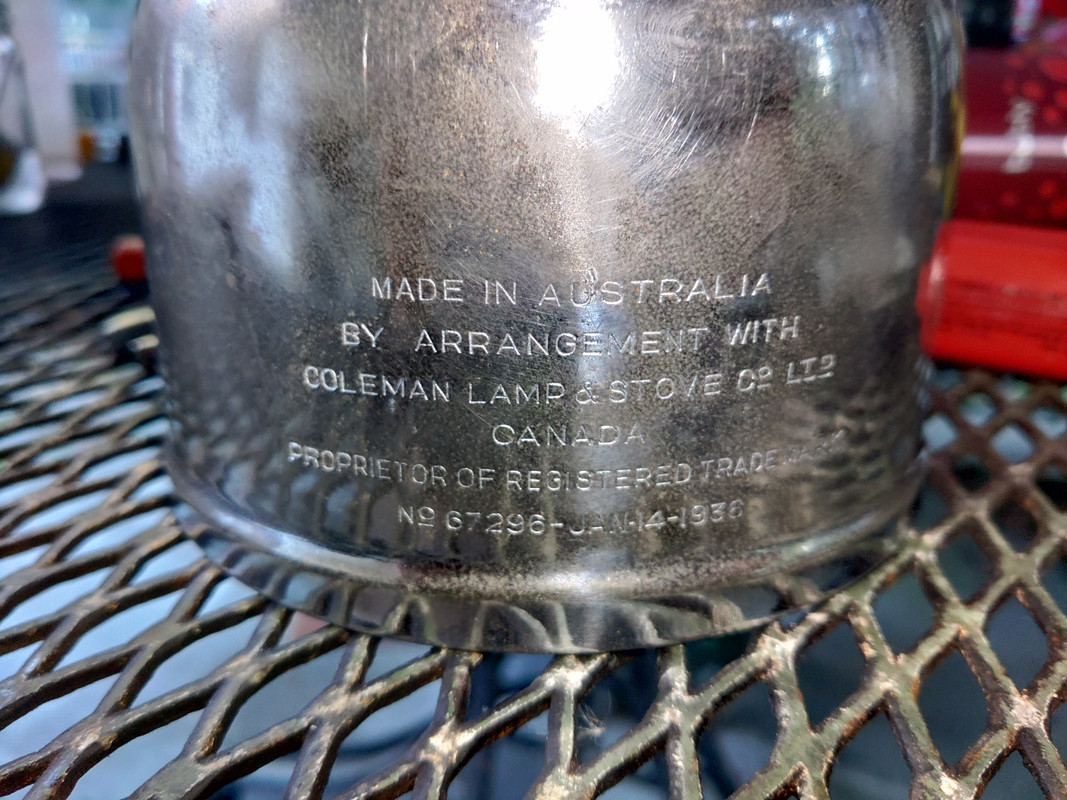 MADE IN AUSTRALIA
BY ARRANGEMENT WITH
COLEMAN LAMP & STOVE Cº LTD
CANADA
PROPRIETOR OF REGISTERED TRADE
Nº 67296-JAN-14-1936